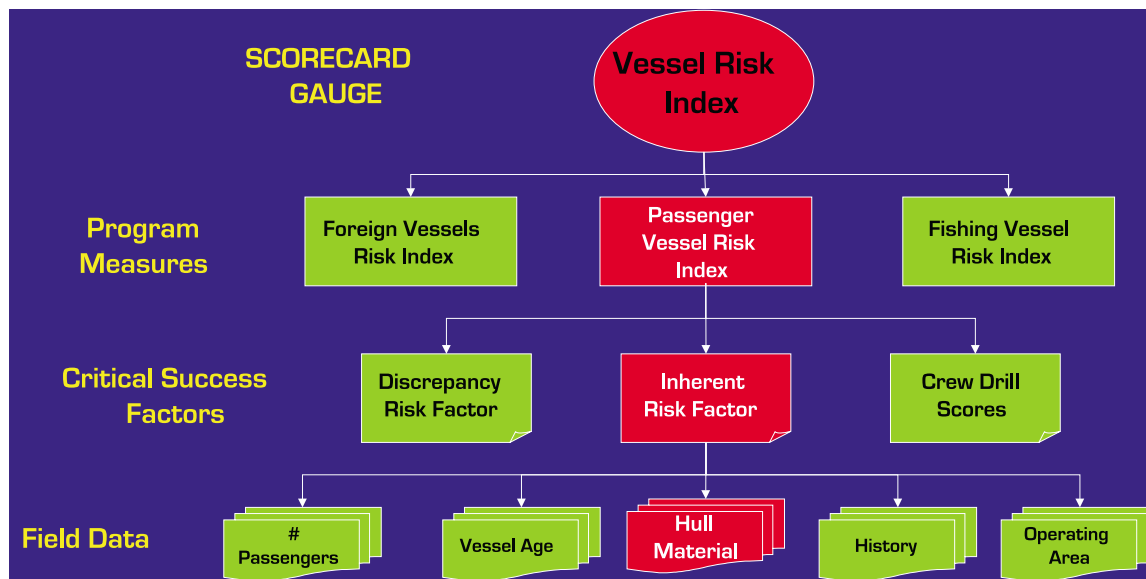 SCORECARD
GAUGE
Vessel Risk
Index
Program
Measures
Foreign Vessels
Risk Index
Passenger
Vessel Risk
Index
Fishing Vessel
Risk Index
Critical Success
Factors
Discrepancy
Risk Factor
Inherent
Risk Factor
Crew Drill
Scores
Field Data
#
Passengers
Vessel Age
Hull
Material
History
Operating
Area